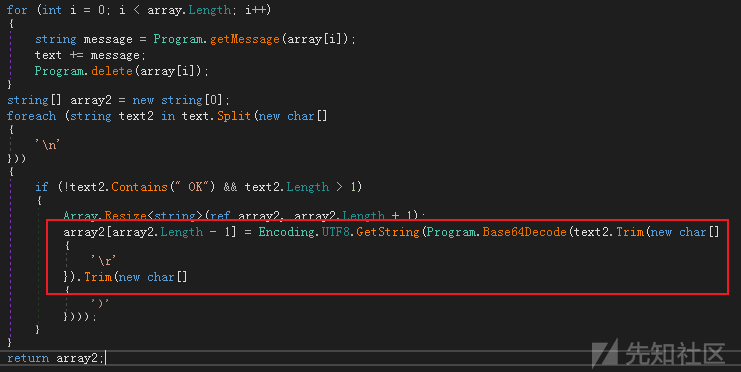 for (int i = 0; i < array.Length; i++)
{
    string message = Program.getMessage(array[i]);
    text += message;
    Program.delete(array[i]);
}
string[] array2 = new string[0];
foreach (string text2 in text.Split(new char[]
{
    '\n'
}))
{
    if (!text2.Contains(" OK") && text2.Length > 1)
    {
        Array.Resize<string>(ref array2, array2.Length + 1);
        array2[array2.Length - 1] = Encoding.UTF8.GetString(Program.Base64Decode(text2.Trim(new char[]
        {
            '\r'
        }).Trim(new char[]
        {
            ')'
        })));
    }
}
return array2;
先知社区